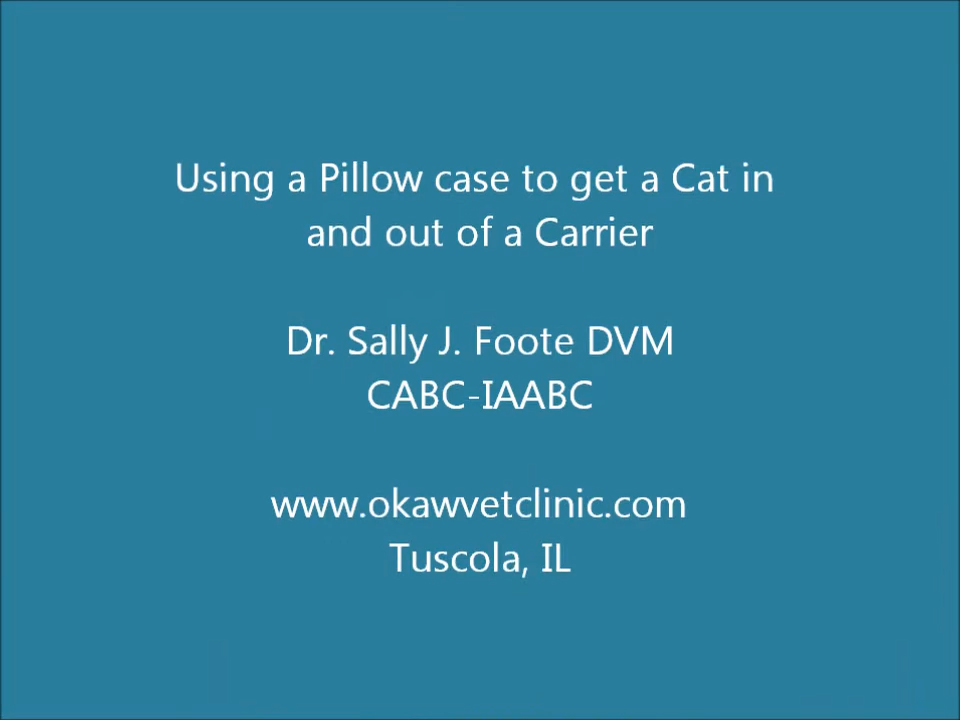 Using a Pillow case to get a Cat in
and out of a Carrier
Dr. Sally J. Foote DVM
CABC-IAABC
www.okawvetclinic.com
Tuscola, IL